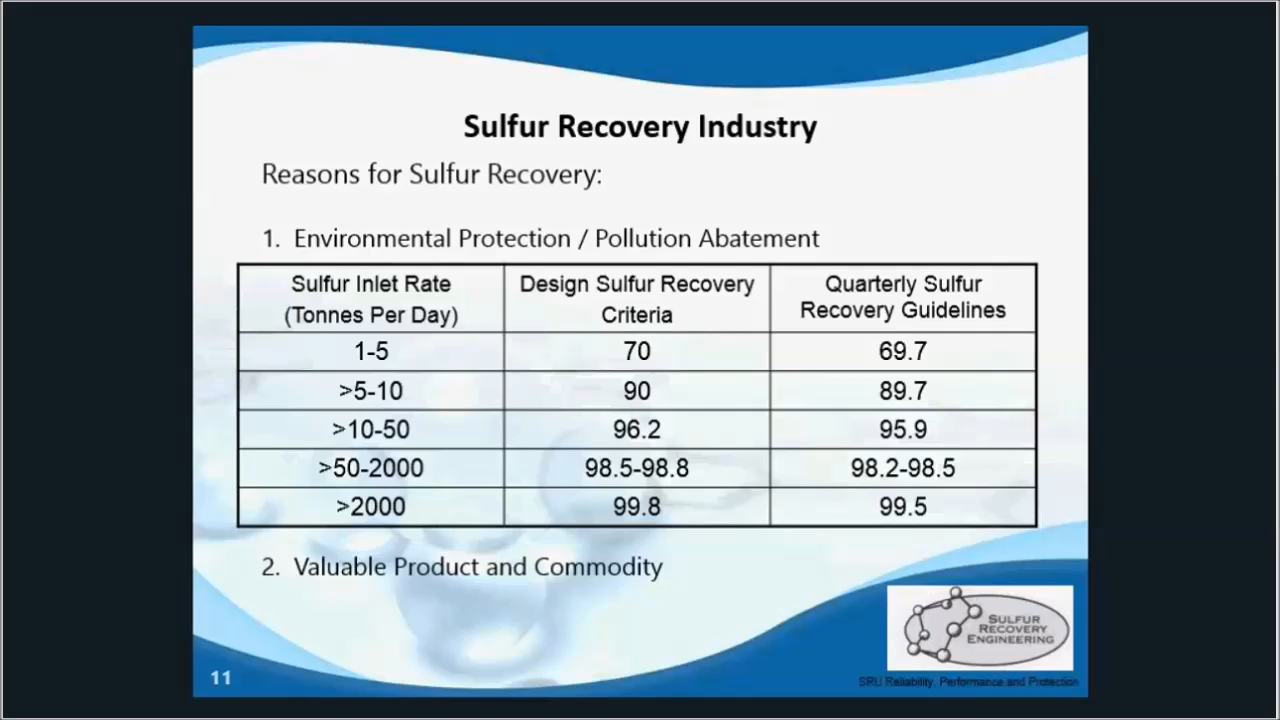 Sulfur Recovery Industry
Reasons for Sulfur Recovery:
1. Environmental Protection / Pollution Abatement
Sulfur Inlet Rate (Tonnes Per Day) Design Sulfur Recovery Criteria Quarterly Sulfur Recovery Guidelines
1-5 70 69.7
>5-10 90 89.7
>10-50 96.2 95.9
>50-2000 98.5-98.8 98.2-98.5
>2000 99.8 99.5
2. Valuable Product and Commodity
SULFUR
RECOVERY
ENGINEERING
11
SRU Reliability, Performance and Protection